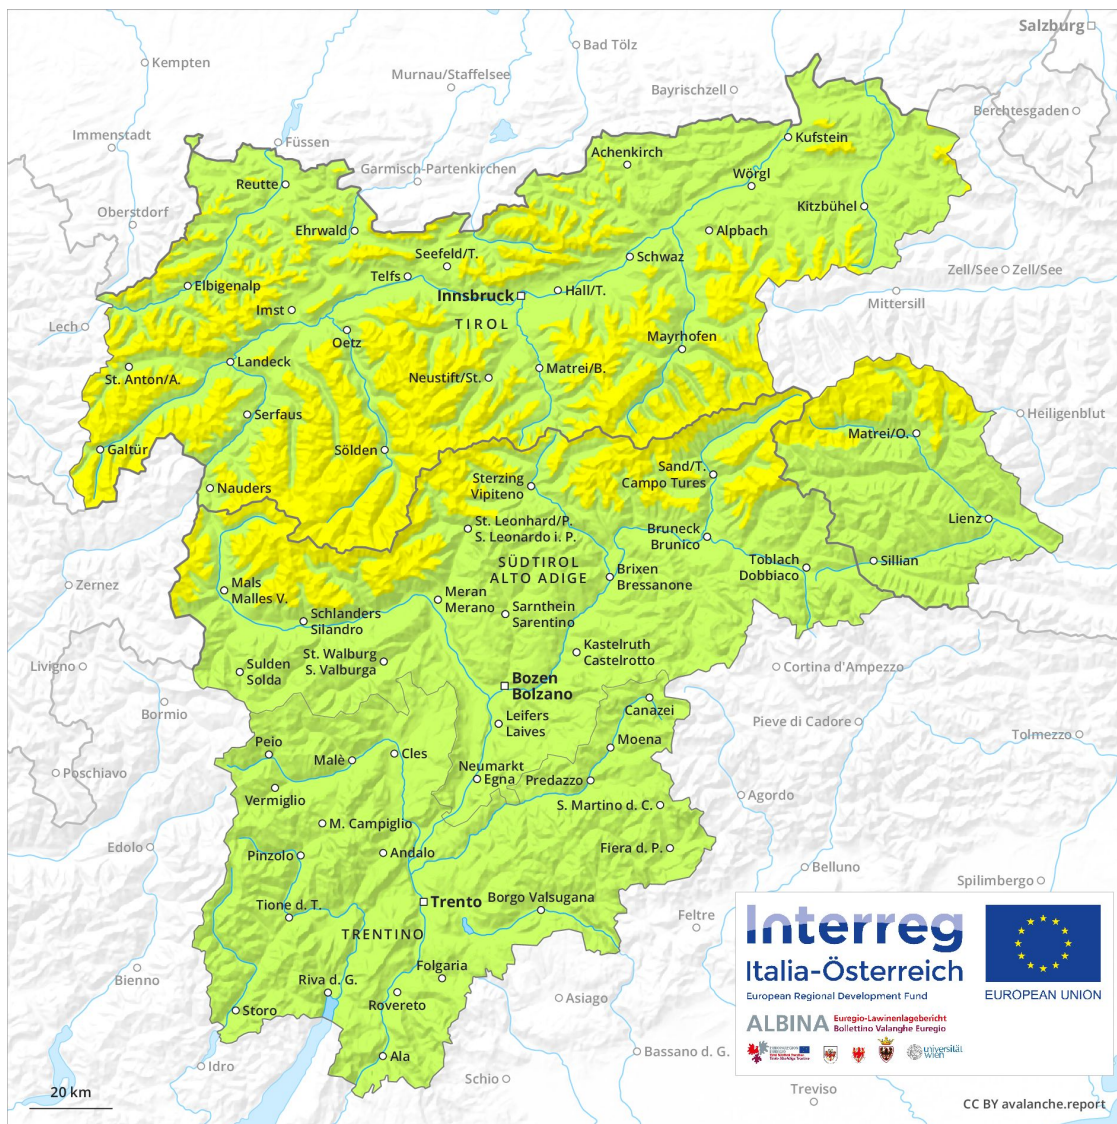 Salzburg
Bad Tölz
Kempten
Murnau/Staffelsee
Bayrischzell
Berchtesgaden
Immenstadt
Füssen
Kufstein
Achenkirch
Garmisch-Partenkirchen
Wörgl
Reutte
Kitzbühel
Oberstdorf
Ehrwald
Alpbach
Seefeld/T.
Schwaz
Zell/See
Zell/See
Telfs
Elbigenalp
Innsbruck
Hall/T.
Mittersill
Imst
TIROL
Lech
Oetz
Mayrhofen
Landeck
Matrei/B.
St. Anton/A.
Neustift/St.
Serfaus
Heiligenblut
Matrei/O.
Galtür
Sölden
Sand/T.
Campo Tures
Sterzing
Vipiteno
Nauders
St. Leonhard/P.
S. Leonardo i. P.
Bruneck
Brunico
Lienz
SÜDTIROL
ALTO ADIGE
Toblach
Dobbiaco
Sillian
Brixen
Bressanone
Zernez
Mals
Malles V.
Meran
Merano
Sarnthein
Sarentino
Schlanders
Silandro
Kastelruth
Castelrotto
St. Walburg
S. Valburga
Livigno
Sulden
Solda
Cortina d'Ampezzo
Bozen
Bolzano
Bormio
Canazei
Leifers
Laives
Pieve di Cadore
Tolmezzo
Peio
Moena
Cles
Malè
Poschiavo
Neumarkt
Egna
Predazzo
Vermiglio
Agordo
S. Martino d. C.
M. Campiglio
Edolo
Pinzolo
Andalo
Fiera d. P.
Belluno
Spilimbergo
Trento
Borgo Valsugana
Tione d. T.
Feltre
TRENTINO
Folgaria
Bienno
Riva d. G.
Rovereto
Asiago
Storo
Ala
Bassano d. G.
Idro
Schio
Treviso
20 km
Interreg
Italia-Österreich
European Regional Development Fund
EUROPEAN UNION
ALBINA
Euregio-Lawinenlagebericht
Bollettino Valanghe Euregio
universität
wien
CC BY avalanche.report